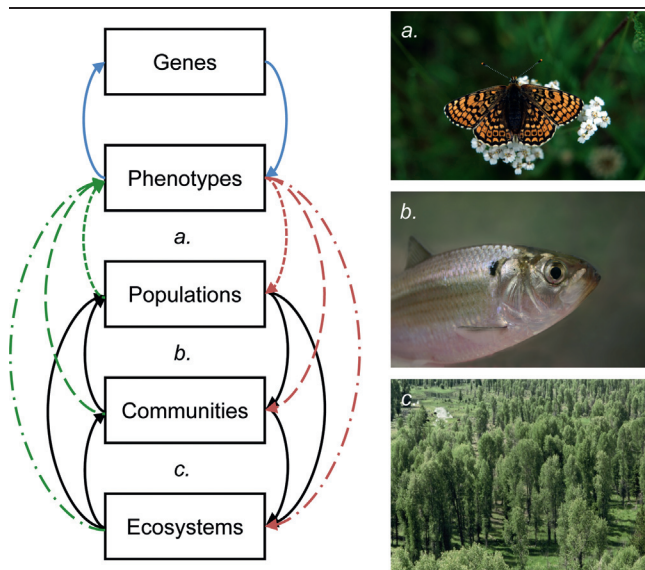 Genes
Phenotypes
a.
Populations
b.
Communities
c.
Ecosystems
a.
b.
c.